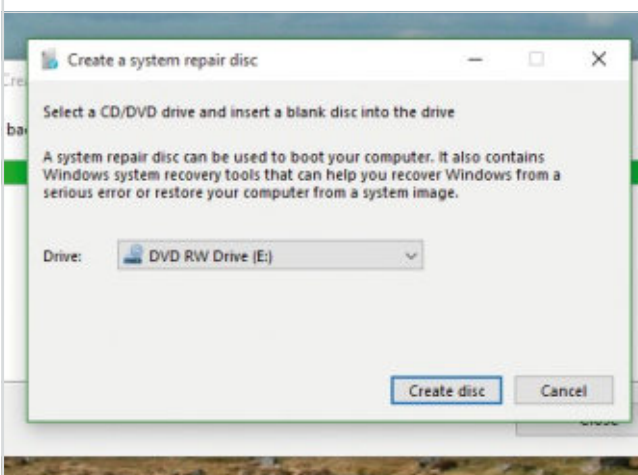 Create a system repair disc
Select a CD/DVD drive and insert a blank disc into the drive
A system repair disc can be used to boot your computer. It also contains
Windows system recovery tools that can help you recover Windows from a
serious error or restore your computer from a system image.
Drive:
DVD RW Drive (E:)
Create disc
Cancel
Close